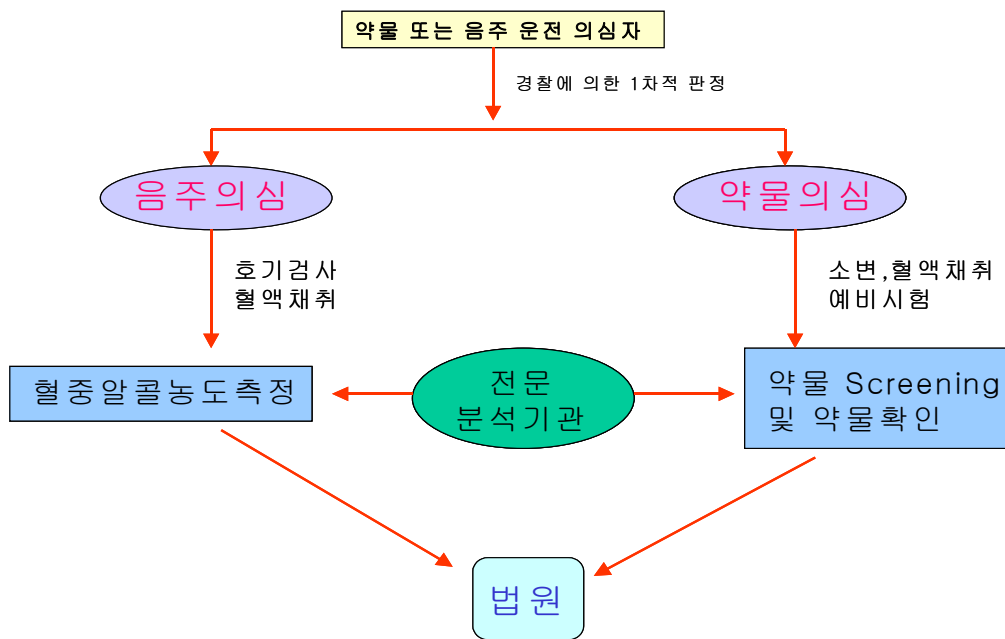 약물 또는 음주 운전 의심자
경찰에 의한 1차적 판정
음주의심
약물의심
호기검사
혈액채취
소변,혈액채취
예비시험
혈중알콜농도측정
전문
분석기관
약물 Screening
및 약물확인
법원